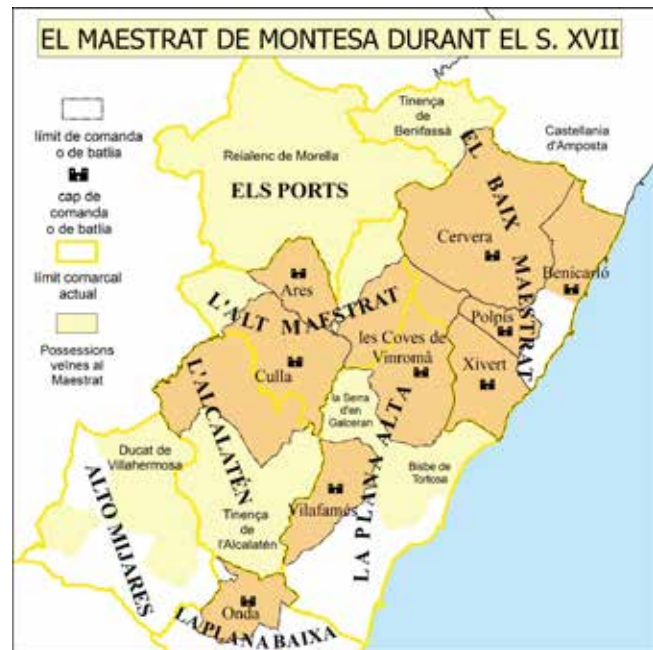 EL MAESTRAT DE MONTESA DURANT EL S. XVII
límit de comanda
o de batlia
cap de
comanda
o de batlia
límit comarcal
actual
Possessions
veïnes al
Maestrat
Tinença
de
Benifassà
Castellania
d'Amposta
Reialenc de Morella
ELS PORTS
EL BAIX MAESTRAT
Cervera
Benicarló
Ares
L'ALT MAESTRAT
Polpis
les Coves de
Vinromà
Xivert
Culla
la Serra
d'en
Galceran
L'ALCALATÉN
LA PLANA ALTA
Ducat de
Villahermosa
Bisbe de
Tortosa
ALTO MIJARES
Vilafamés
Tinença
de
l'Alcalatén
Onda
LA PLANA BAIXA